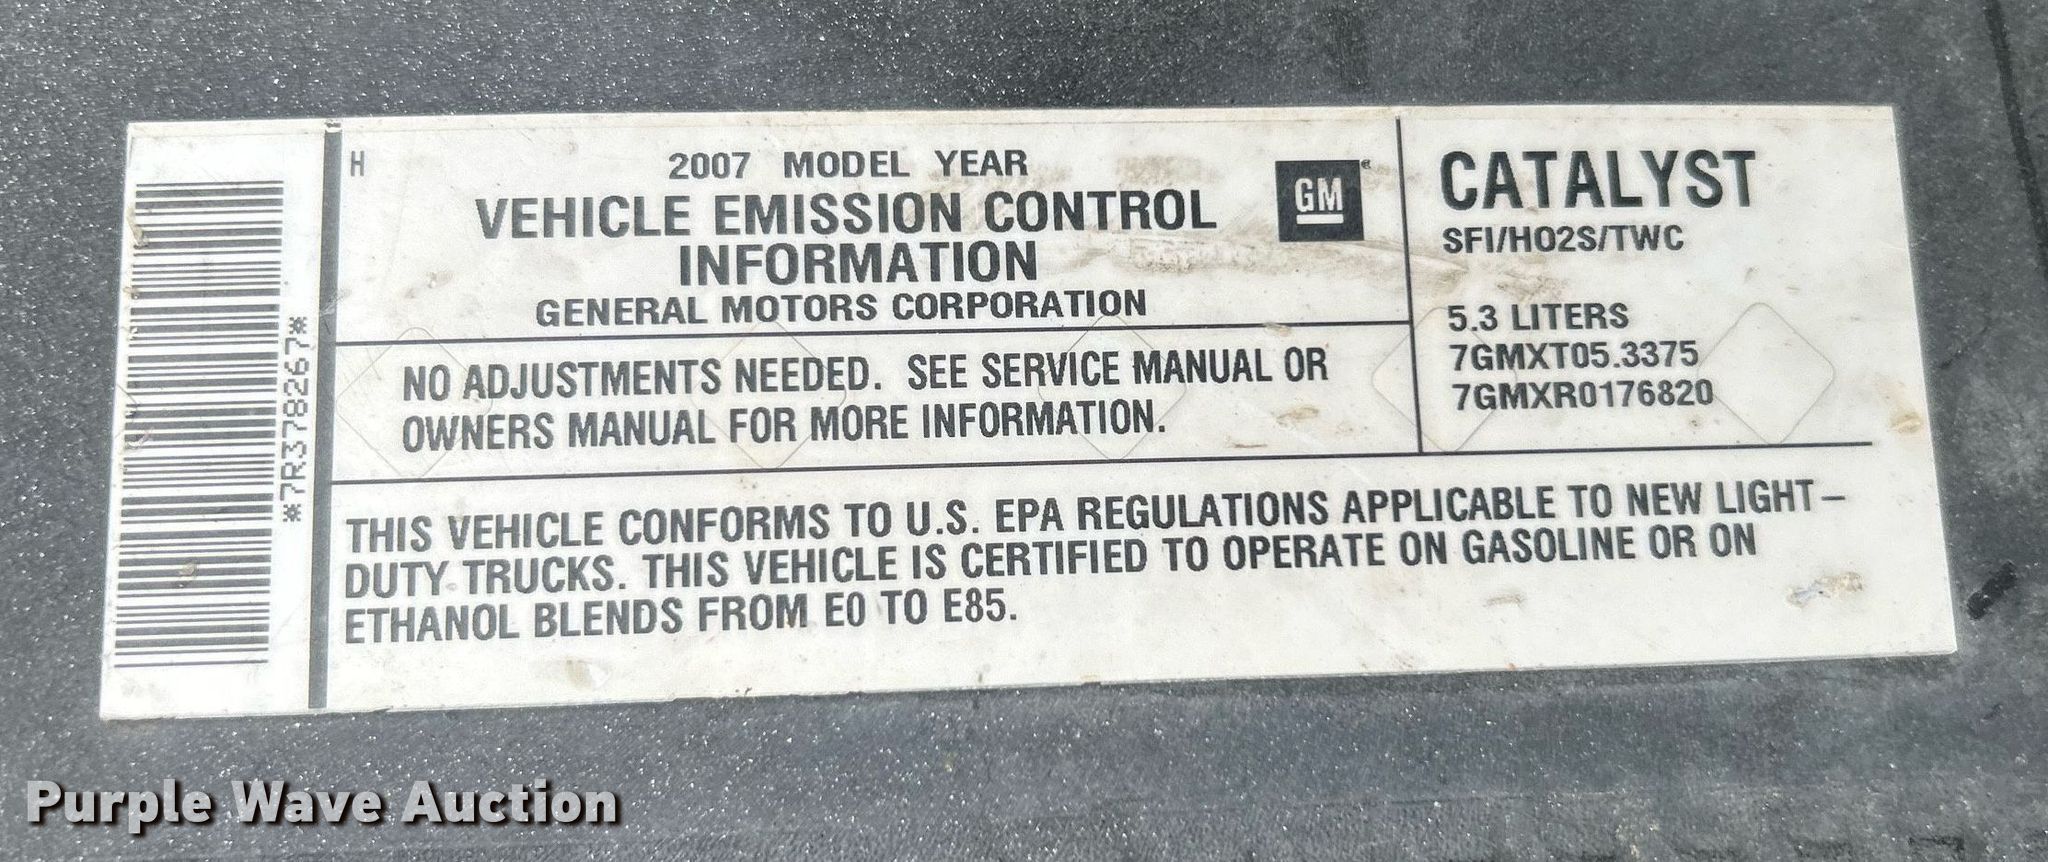 *7R378267*
H
2007 MODEL YEAR
VEHICLE EMISSION CONTROL
INFORMATION
GENERAL MOTORS CORPORATION
GM
®
NO ADJUSTMENTS NEEDED. SEE SERVICE MANUAL OR
OWNERS MANUAL FOR MORE INFORMATION.
CATALYST
SFI/HO2S/TWC
5.3 LITERS
7GMXT05.3375
7GMXR0176820
THIS VEHICLE CONFORMS TO U.S. EPA REGULATIONS APPLICABLE TO NEW LIGHT–
DUTY TRUCKS. THIS VEHICLE IS CERTIFIED TO OPERATE ON GASOLINE OR ON
ETHANOL BLENDS FROM E0 TO E85.
Purple Wave Auction